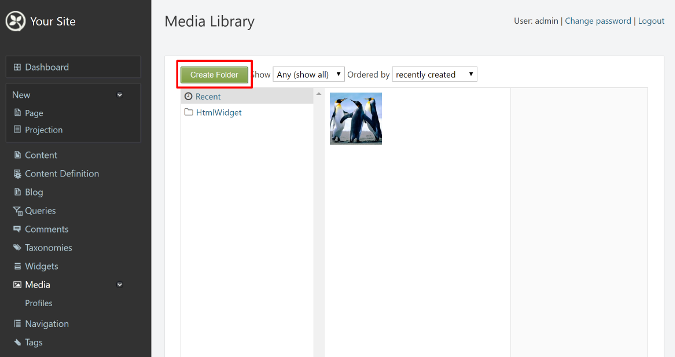 Your Site
Media Library
User: admin | Change password | Logout
Dashboard
New
Page
Projection
Content
Content Definition
Blog
Queries
Comments
Taxonomies
Widgets
Media
Profiles
Navigation
Tags
Create Folder
how Any (show all) Ordered by recently created
Recent
HtmlWidget